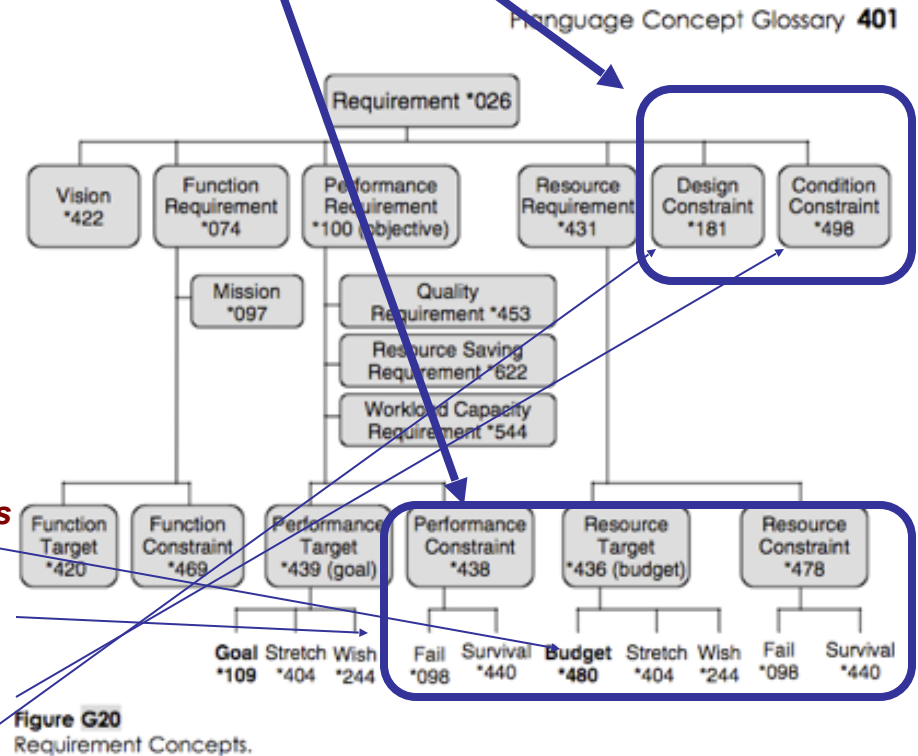 Planguage Concept Glossary 401
Requirement *026
Vision
*422
Function
Requirement
*074
Performance
Requirement
*100 (objective)
Resource
Requirement
*431
Design
Constraint
*181
Condition
Constraint
*498
Mission
*097
Quality
Requirement *453
Resource Saving
Requirement *622
Workload Capacity
Requirement *544
s
Function
Target
*420
Function
Constraint
*469
Performance
Target
*439 (goal)
Performance
Constraint
*438
Resource
Target
*436 (budget)
Resource
Constraint
*478
Goal
*109
Stretch
*404
Wish
*244
Fail
*098
Survival
*440
Budget
*480
Stretch
*404
Wish
*244
Fail
*098
Survival
*440
Figure G20
Requirement Concepts.